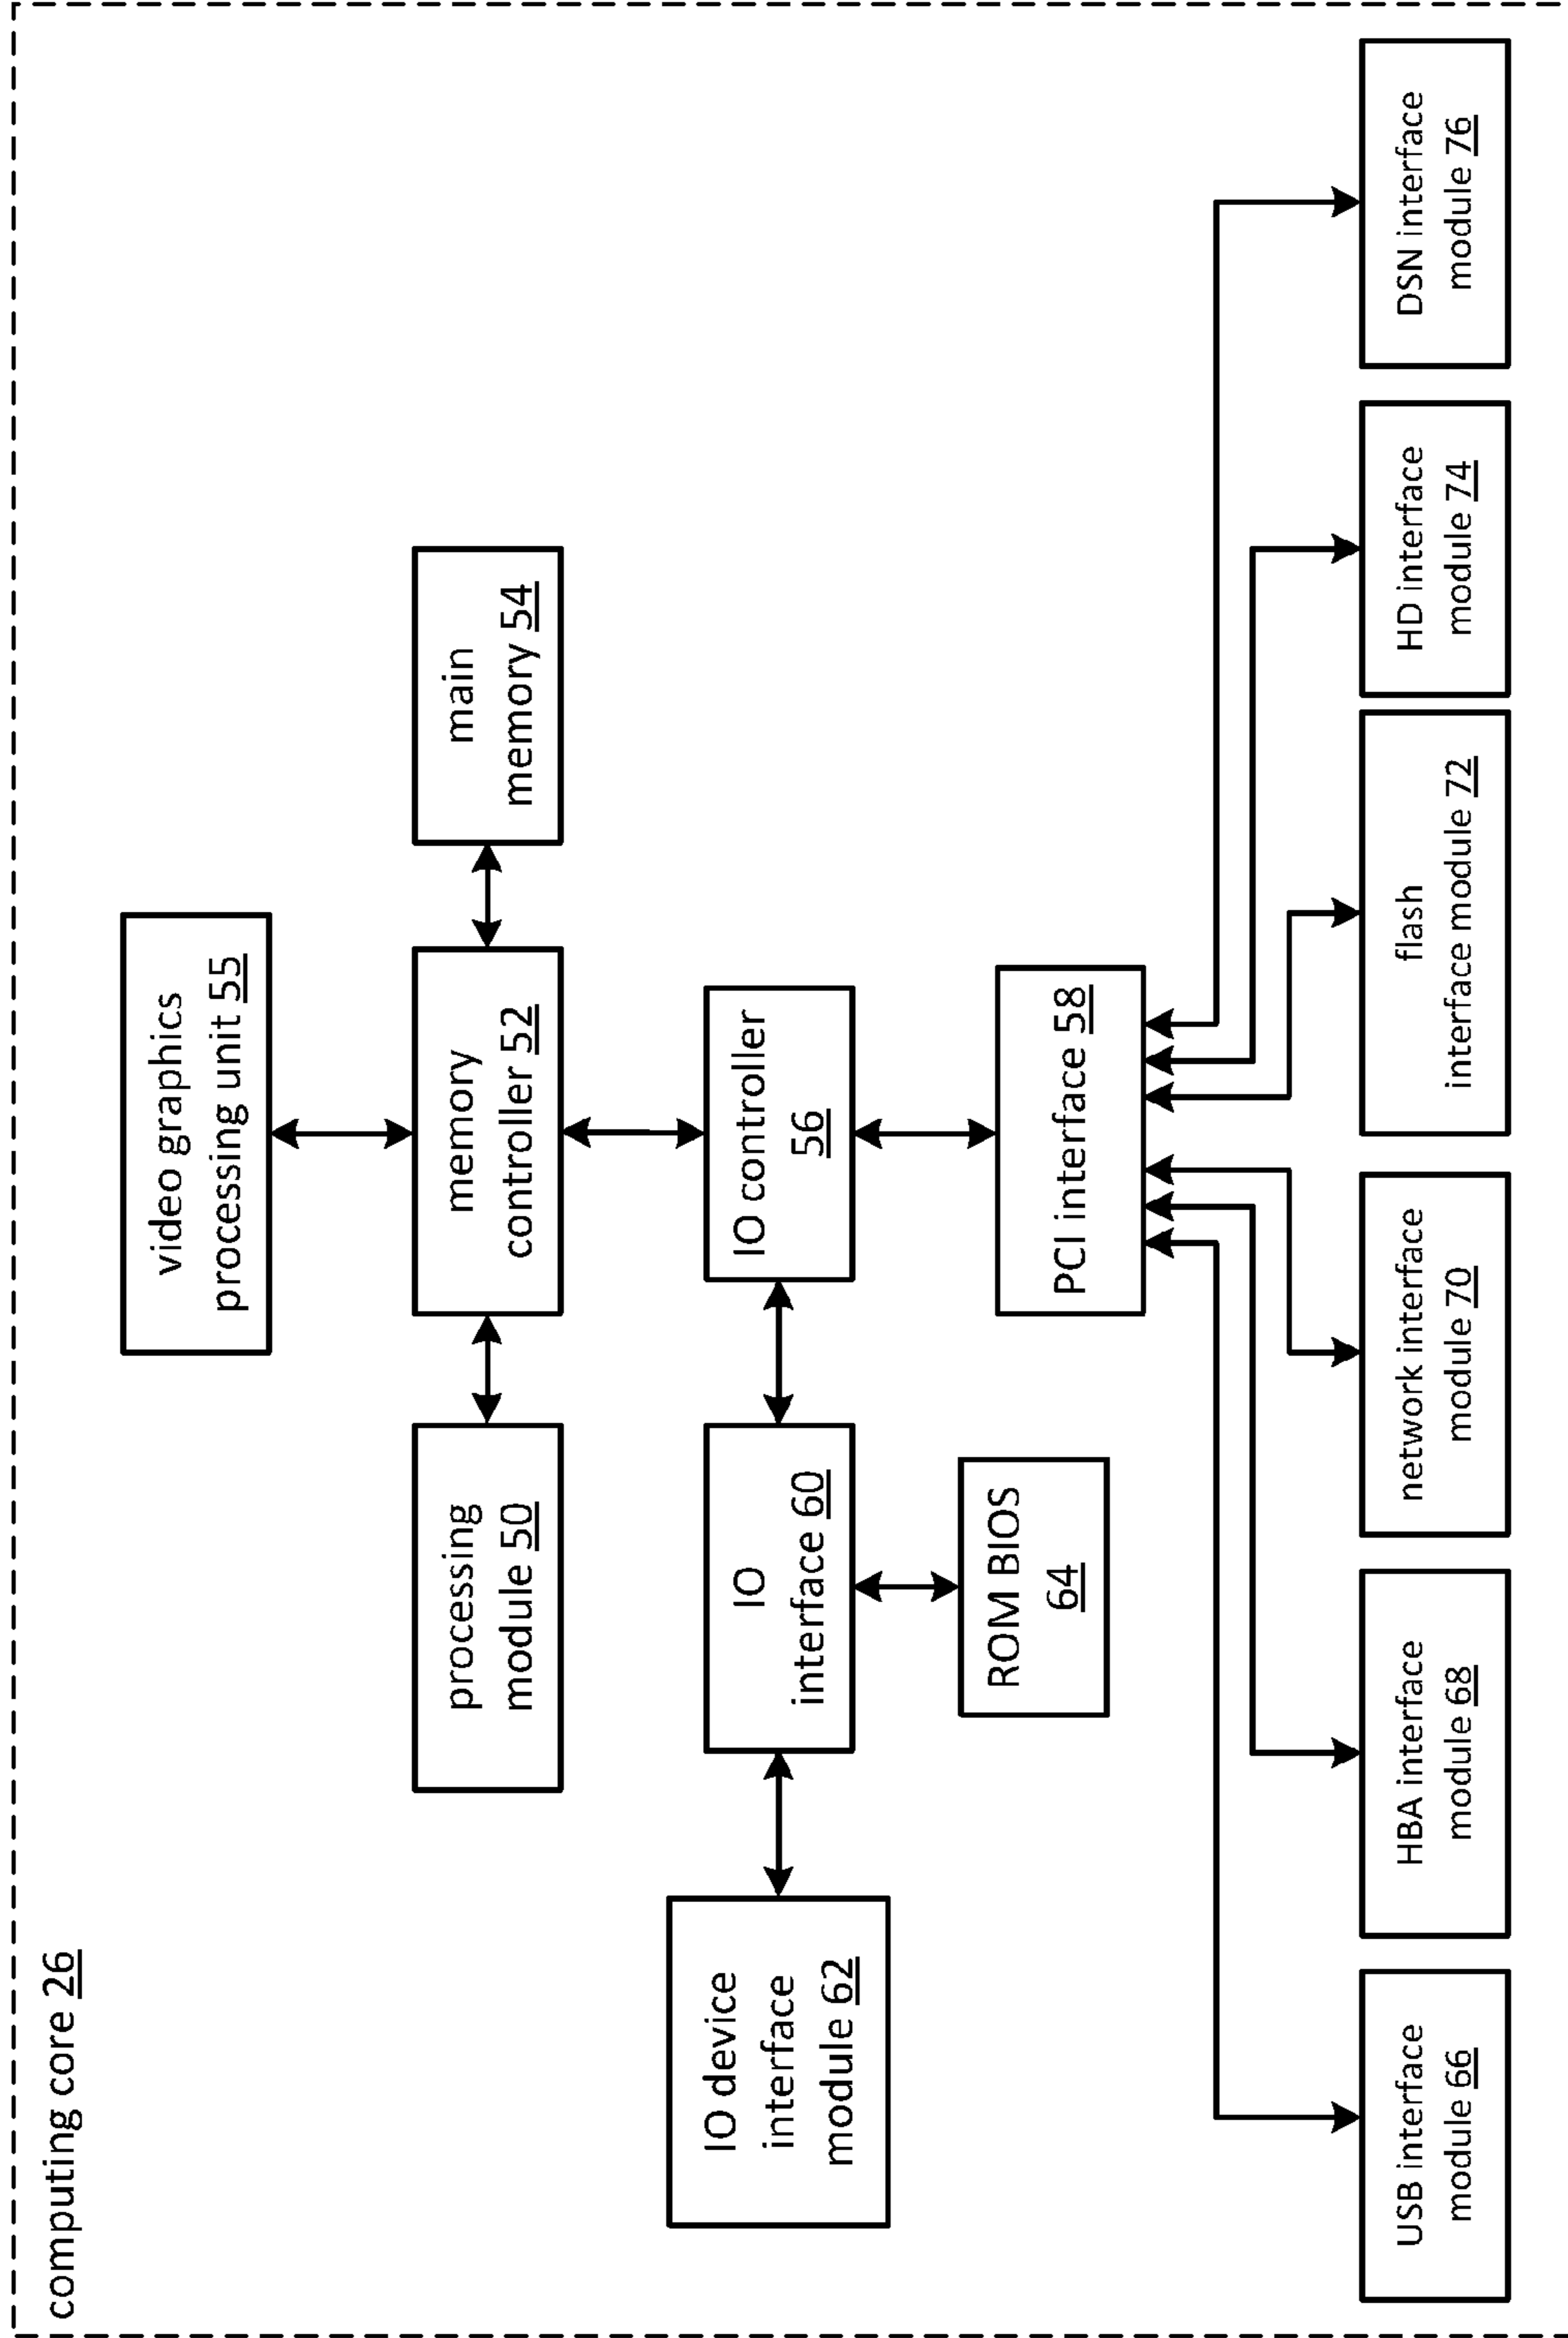 computing core 26
video graphics
processing unit 55
processing
module 50
memory
controller 52
main
memory 54
IO device
interface
module 62
IO
interface 60
IO controller
56
ROM BIOS
64
PCI interface 58
USB interface
module 66
HBA interface
module 68
network interface
module 70
flash
interface module 72
HD interface
module 74
DSN interface
module 76